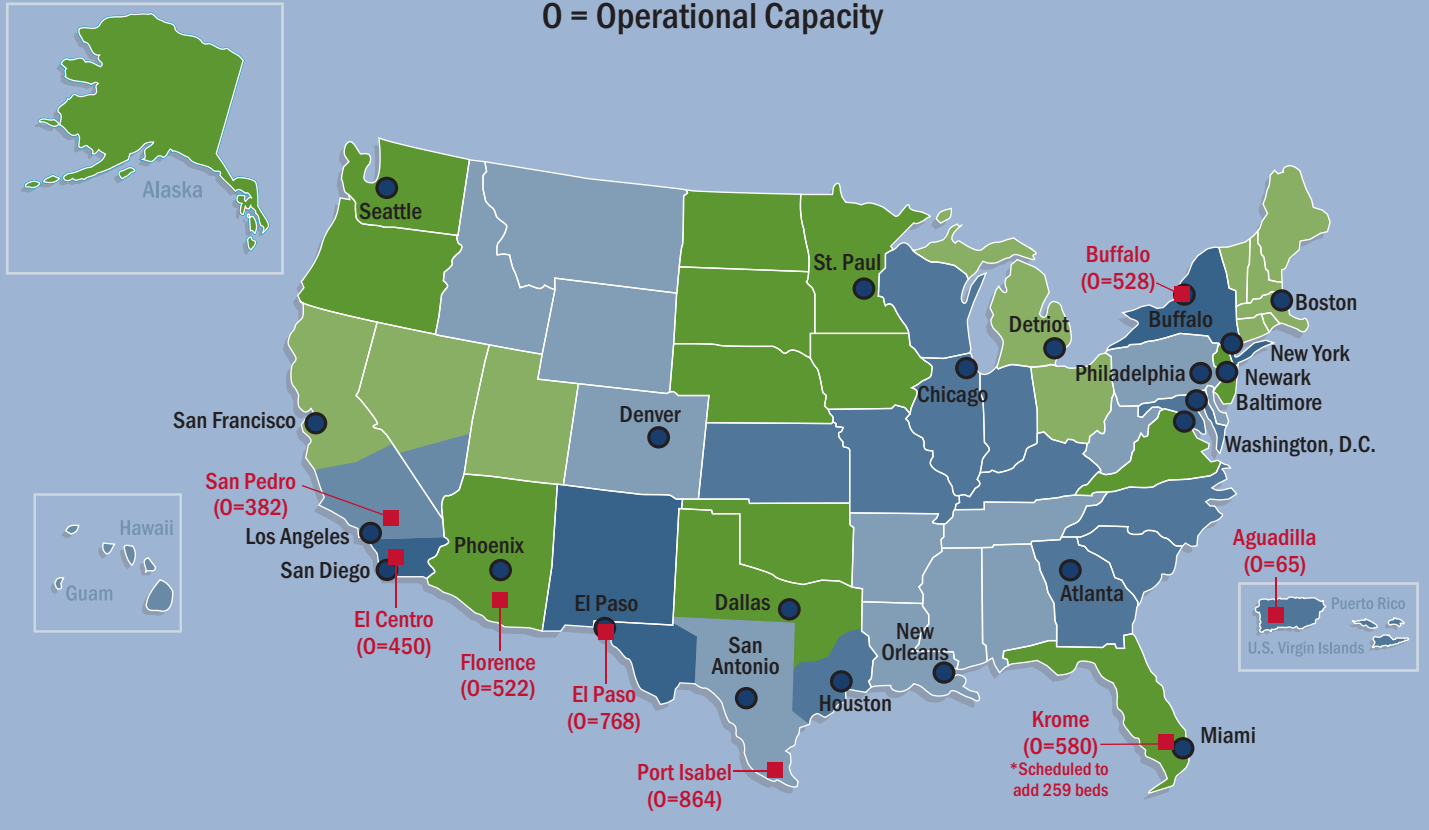 O = Operational Capacity
Alaska
Seattle
St. Paul
Buffalo
(O=528)
Buffalo
Boston
Detriot
New York
Philadelphia
Newark
Chicago
Baltimore
Denver
San Francisco
Washington, D.C.
San Pedro
(O=382)
Los Angeles
Hawaii
Guam
San Diego
Phoenix
Aguadilla
(O=65)
Puerto Rico
U.S. Virgin Islands
El Paso
Dallas
Atlanta
El Centro
(O=450)
San
Antonio
New
Orleans
Florence
(O=522)
El Paso
(O=768)
Houston
Krome
(O=580)
*Scheduled to
add 259 beds
Miami
Port Isabel
(O=864)